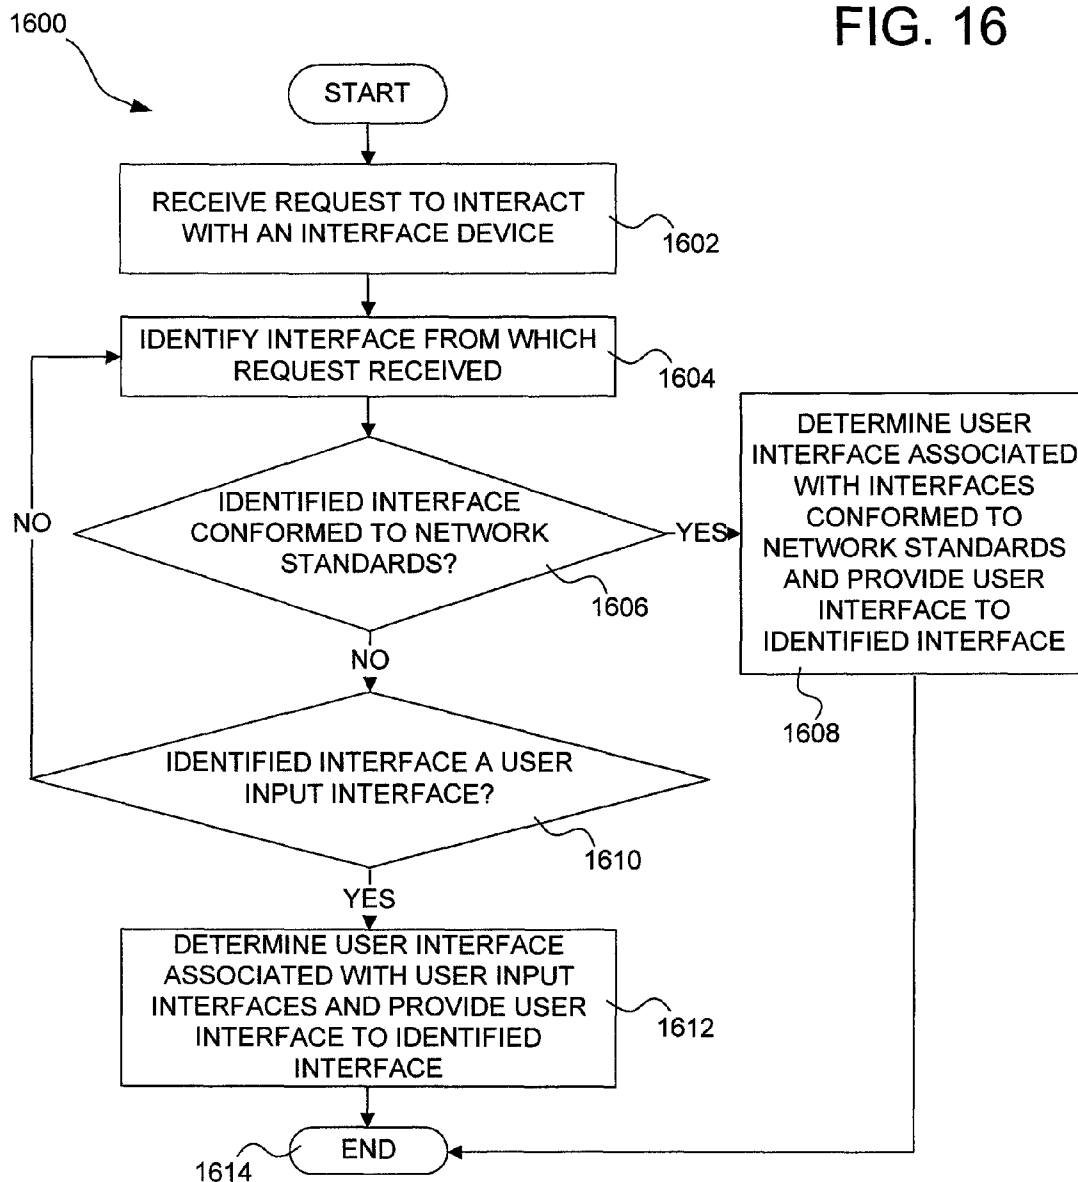 FIG. 16
1600
START
RECEIVE REQUEST TO INTERACT
WITH AN INTERFACE DEVICE
1602
IDENTIFY INTERFACE FROM WHICH
REQUEST RECEIVED
1604
IDENTIFIED INTERFACE
CONFORMED TO NETWORK
STANDARDS?
1606
YES
NO
NO
DETERMINE USER
INTERFACE ASSOCIATED
WITH INTERFACES
CONFORMED TO
NETWORK STANDARDS
AND PROVIDE USER
INTERFACE TO
IDENTIFIED INTERFACE
1608
IDENTIFIED INTERFACE A USER
INPUT INTERFACE?
1610
YES
DETERMINE USER INTERFACE
ASSOCIATED WITH USER INPUT
INTERFACES AND PROVIDE USER
INTERFACE TO IDENTIFIED
INTERFACE
1612
END
1614